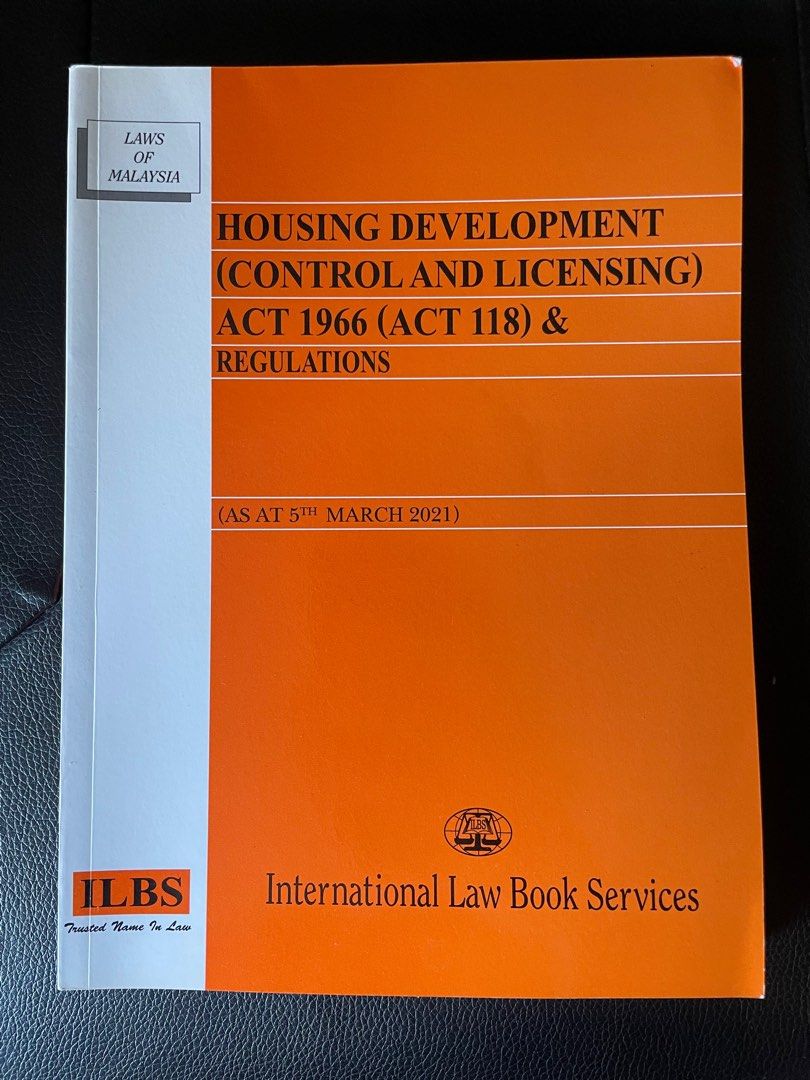 LAWS
OF
MALAYSIA
HOUSING DEVELOPMENT
(CONTROL AND LICENSING)
ACT 1966 (ACT 118) &
REGULATIONS
(AS AT 5TH MARCH 2021)
ILBS
International Law Book Services
ILBS
Trusted Name In Law